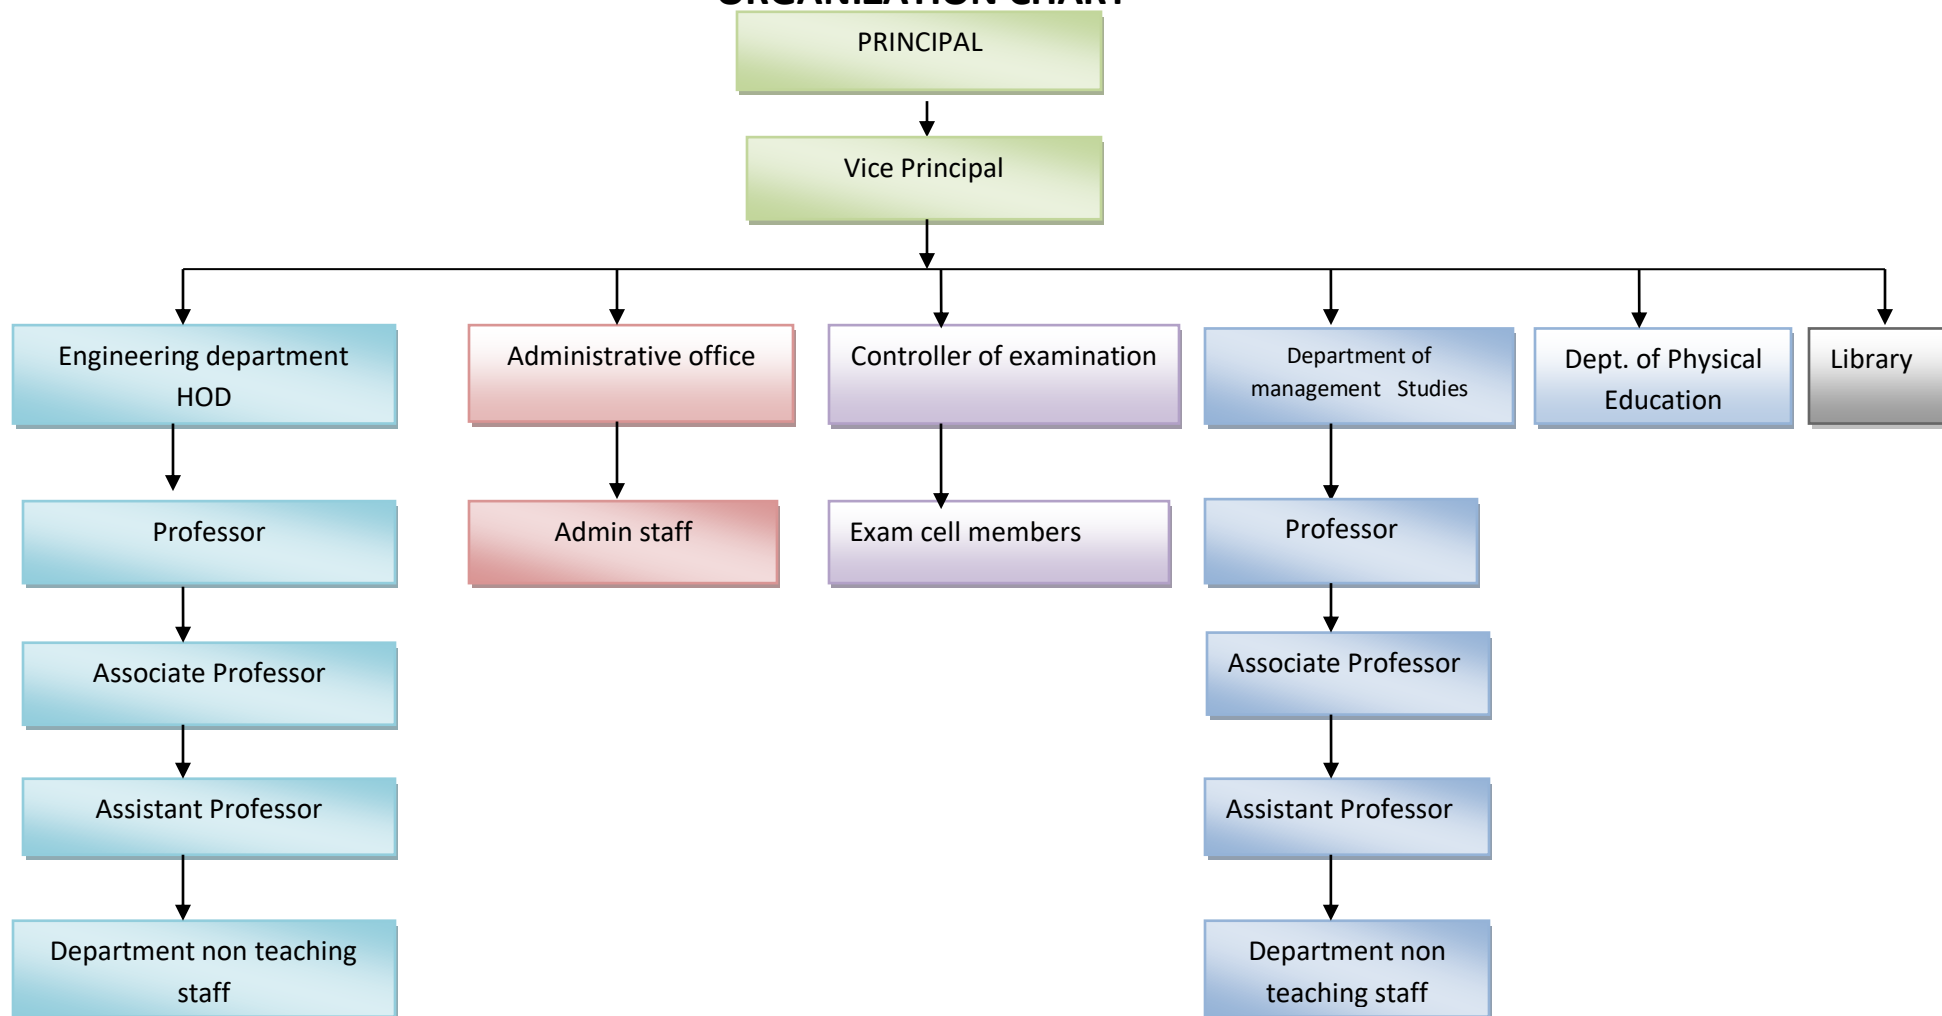 ORGANIZATION CHART
PRINCIPAL
Vice Principal
Engineering department
HOD
Administrative office
Controller of examination
Department of
management Studies
Dept. of Physical
Education
Library
Professor
Admin staff
Exam cell members
Professor
Associate Professor
Associate Professor
Assistant Professor
Assistant Professor
Department non teaching
staff
Department non
teaching staff